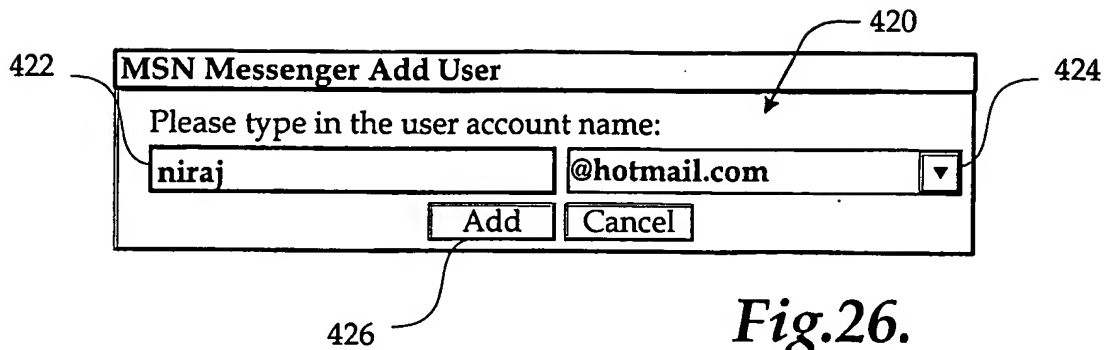 420
422
MSN Messenger Add User
424
Please type in the user account name:
niraj
@hotmail.com
Add
Cancel
426
Fig.26.